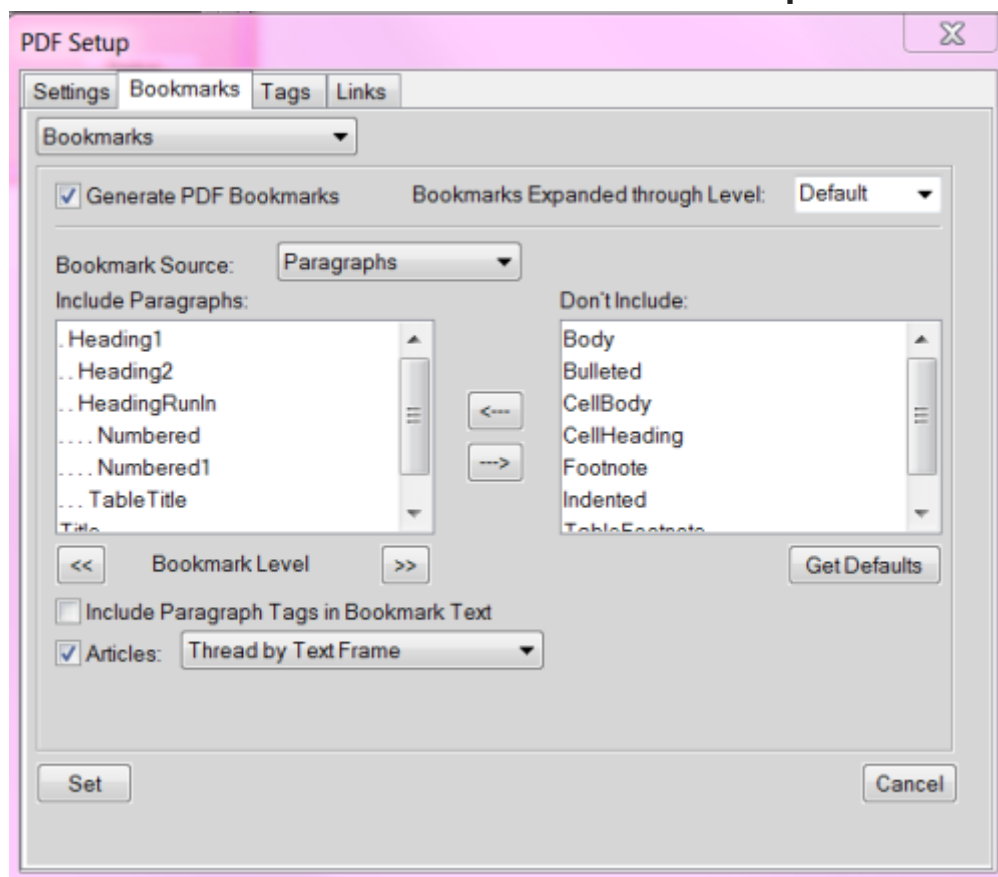 PDF Setup
Settings Bookmarks Tags Links
Bookmarks
Generate PDF Bookmarks Bookmarks Expanded through Level: Default
Bookmark Source: Paragraphs
Include Paragraphs: Don't Include:
. Heading1 Body
. . Heading2 Bulleted
. . HeadingRunIn CellBody
<---
. . . . Numbered CellHeading
. . . . Numbered1 Footnote
--->
. . . TableTitle Indented
Title TableFootnote
<< Bookmark Level >> Get Defaults
Include Paragraph Tags in Bookmark Text
Articles: Thread by Text Frame
Set Cancel